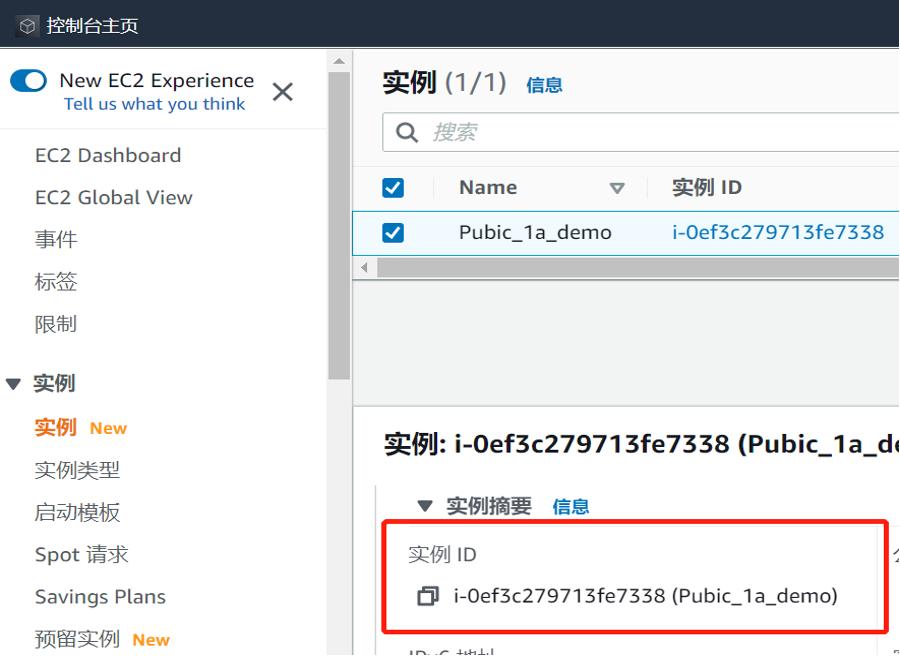 控制台主页
New EC2 Experience
Tell us what you think
EC2 Dashboard
EC2 Global View
事件
标签
限制
实例
实例 New
实例类型
启动模板
Spot 请求
Savings Plans
预留实例 New
实例 (1/1) 信息
搜索
Name 实例 ID
Pubic_1a_demo i-0ef3c279713fe7338
实例: i-0ef3c279713fe7338 (Pubic_1a_de
实例摘要 信息
实例 ID
i-0ef3c279713fe7338 (Pubic_1a_demo)
IPv6 地址